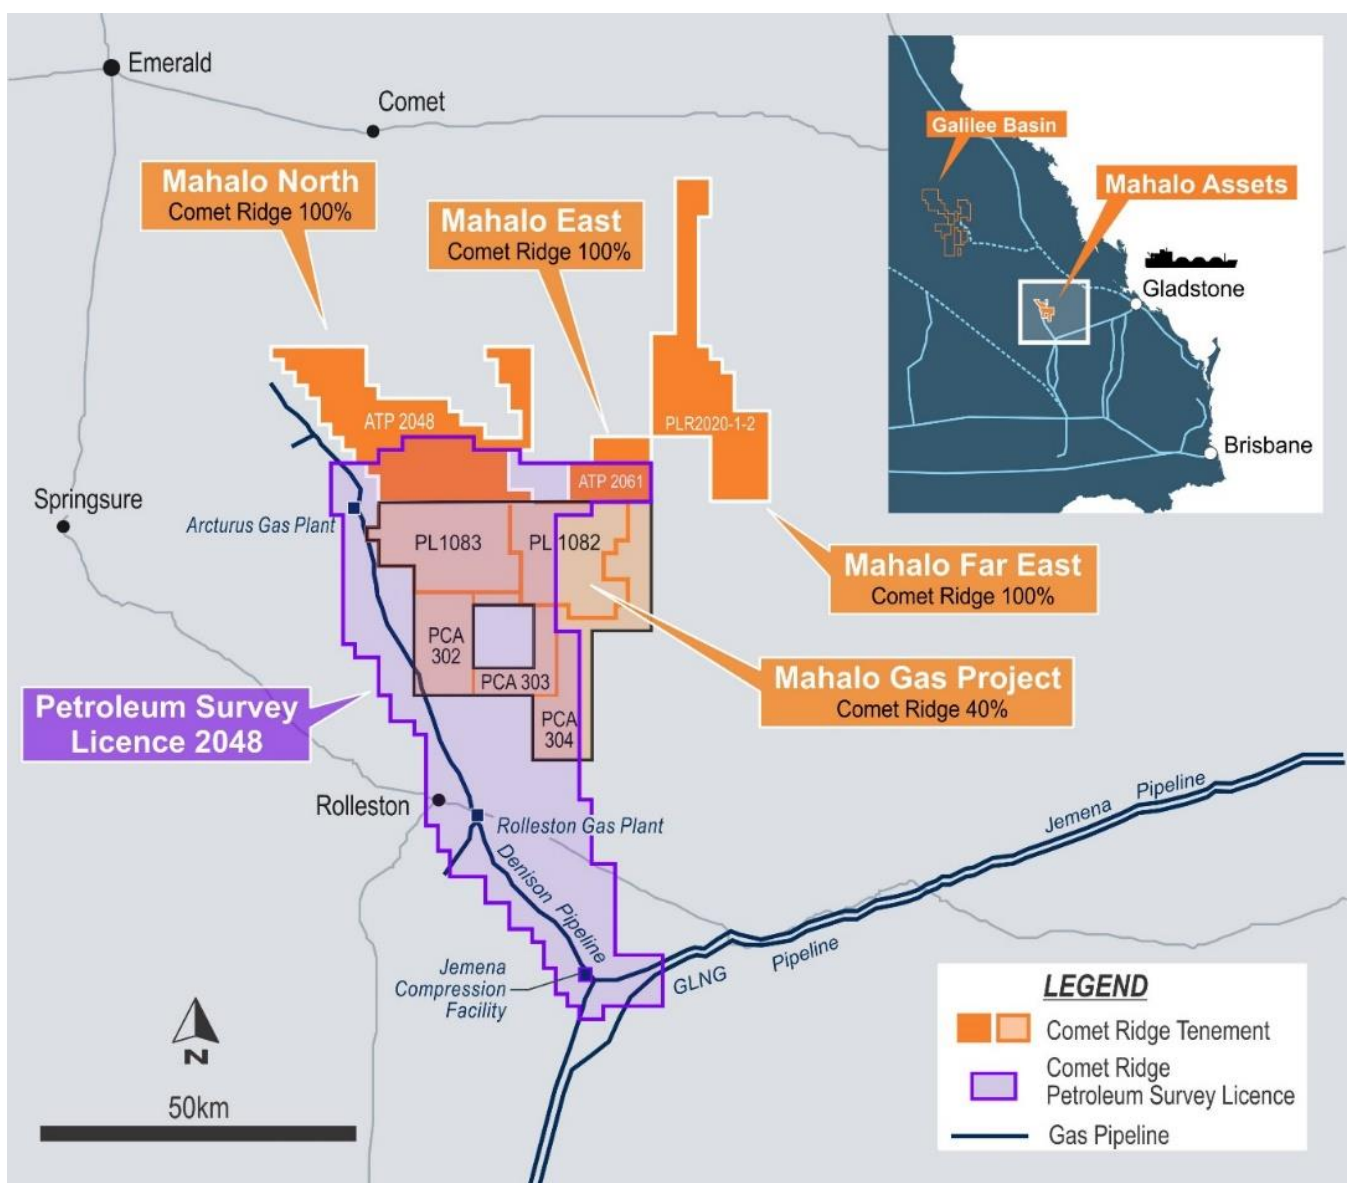 Emerald
Comet
Galilee Basin
Mahalo Assets
Gladstone
Brisbane
Mahalo North
Comet Ridge 100%
Mahalo East
Comet Ridge 100%
ATP 2048
PLR2020-1-2
ATP 2061
Springsure
Arcturus Gas Plant
PL1083
PL 1082
Mahalo Far East
Comet Ridge 100%
PCA
302
PCA 303
PCA
304
Mahalo Gas Project
Comet Ridge 40%
Petroleum Survey
Licence 2048
Rolleston
Rolleston Gas Plant
Denison Pipeline
Jemena Pipeline
GLNG Pipeline
Jemena
Compression
Facility
N
50km
LEGEND
Comet Ridge Tenement
Comet Ridge
Petroleum Survey Licence
Gas Pipeline